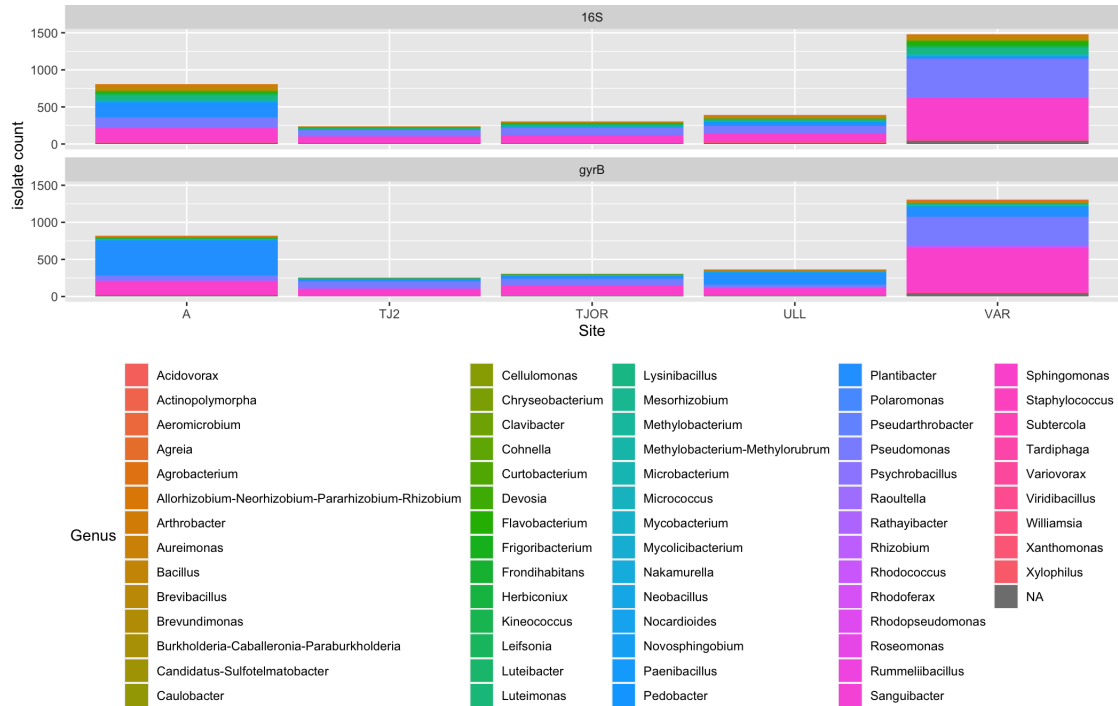 16S
1500
1000
500
0
gyrB
1500
1000
500
0
isolate count
A TJ2 TJOR ULL VAR
Site
Genus
Acidovorax
Actinopolymorpha
Aeromicrobium
Agreia
Agrobacterium
Allorhizobium-Neorhizobium-Pararhizobium-Rhizobium
Arthrobacter
Aureimonas
Bacillus
Brevibacillus
Brevundimonas
Burkholderia-Caballeronia-Paraburkholderia
Candidatus-Sulfotelmatobacter
Caulobacter
Cellulomonas
Chryseobacterium
Clavibacter
Cohnella
Curtobacterium
Devosia
Flavobacterium
Frigoribacterium
Frondihabitans
Herbiconiux
Kineococcus
Leifsonia
Luteibacter
Luteimonas
Lysinibacillus
Mesorhizobium
Methylobacterium
Methylobacterium-Methylorubrum
Microbacterium
Micrococcus
Mycobacterium
Mycolicibacterium
Nakamurella
Neobacillus
Nocardioides
Novosphingobium
Paenibacillus
Pedobacter
Plantibacter
Polaromonas
Pseudarthrobacter
Pseudomonas
Psychrobacillus
Raoultella
Rathayibacter
Rhizobium
Rhodococcus
Rhodoferax
Rhodopseudomonas
Roseomonas
Rummeliibacillus
Sanguibacter
Sphingomonas
Staphylococcus
Subtercola
Tardiphaga
Variovorax
Viridibacillus
Williamsia
Xanthomonas
Xylophilus
NA